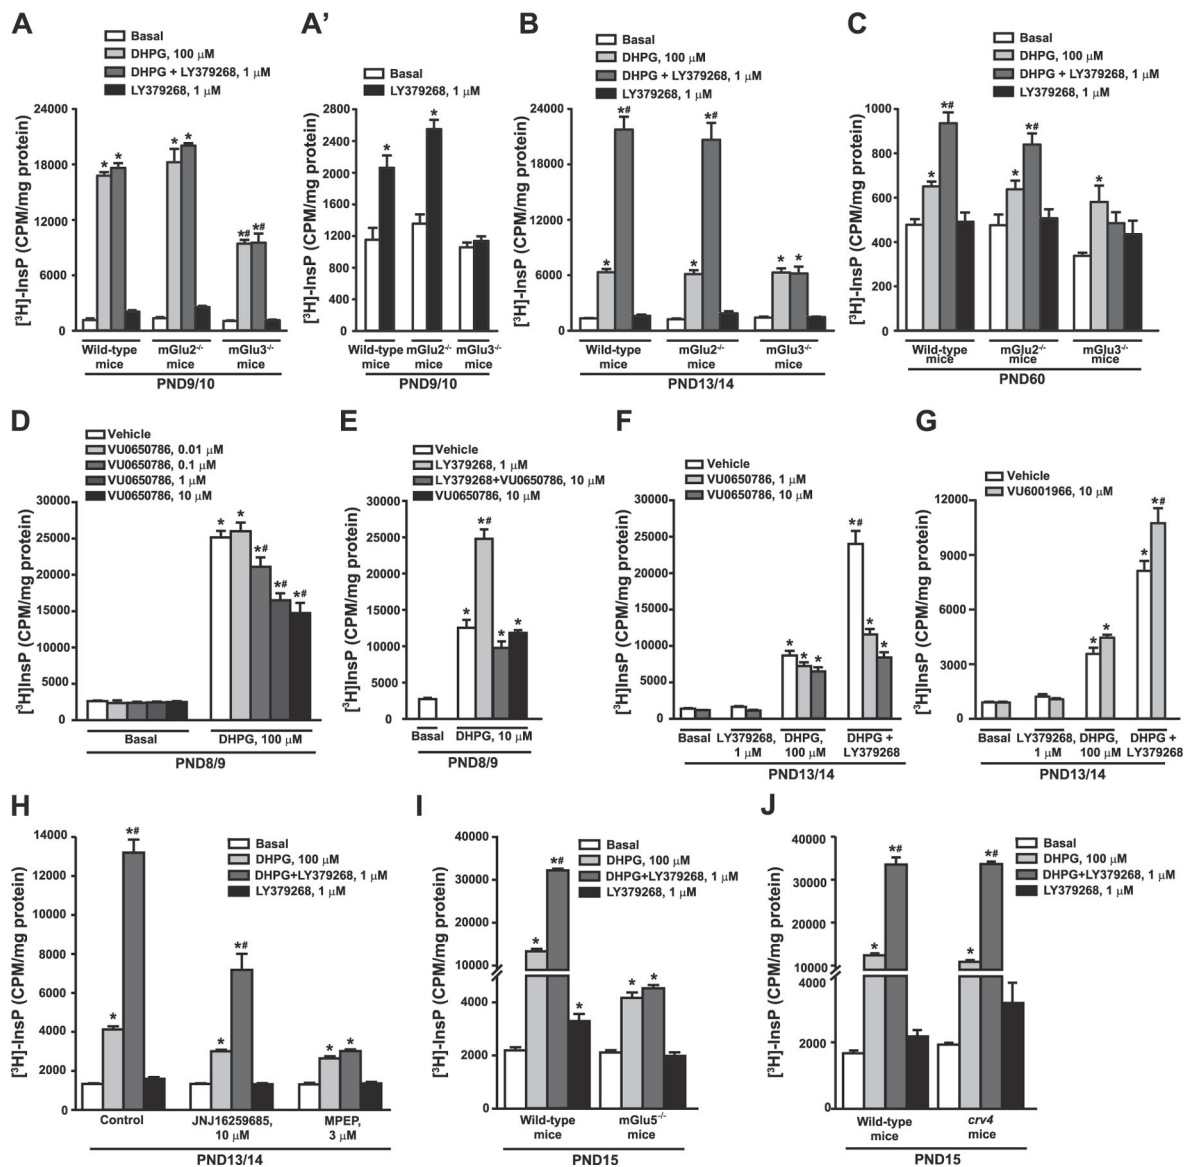 A
Basal
DHPG, 100 μM
DHPG + LY379268, 1 μM
LY379268, 1 μM
[³H]-InsP (CPM/mg protein)
24000
18000
12000
6000
0
* *
* *
*# *#
Wild-type mice
mGlu2-/- mice
mGlu3-/- mice
PND9/10
A'
Basal
LY379268, 1 μM
[³H]-InsP (CPM/mg protein)
2800
2400
2000
1600
1200
800
400
0
*
*
Wild-type mice
mGlu2-/- mice
mGlu3-/- mice
PND9/10
B
Basal
DHPG, 100 μM
DHPG + LY379268, 1 μM
LY379268, 1 μM
[³H]-InsP (CPM/mg protein)
24000
18000
12000
6000
0
* *#
* *#
* *
Wild-type mice
mGlu2-/- mice
mGlu3-/- mice
PND13/14
C
Basal
DHPG, 100 μM
DHPG + LY379268, 1 μM
LY379268, 1 μM
[³H]-InsP (CPM/mg protein)
1000
800
600
400
200
0
* *#
* *#
*
Wild-type mice
mGlu2-/- mice
mGlu3-/- mice
PND60
D
Vehicle
VU0650786, 0.01 μM
VU0650786, 0.1 μM
VU0650786, 1 μM
VU0650786, 10 μM
[³H]InsP (CPM/mg protein)
30000
25000
20000
15000
10000
5000
0
* * *# *# *#
Basal
DHPG, 100 μM
PND8/9
E
Vehicle
LY379268, 1 μM
LY379268+VU0650786, 10 μM
VU0650786, 10 μM
[³H]InsP (CPM/mg protein)
30000
25000
20000
15000
10000
5000
0
* *# * *
Basal
DHPG, 10 μM
PND8/9
F
Vehicle
VU0650786, 1 μM
VU0650786, 10 μM
[³H]InsP (CPM/mg protein)
30000
25000
20000
15000
10000
5000
0
* * *
*# * *
Basal
LY379268, 1 μM
DHPG, 100 μM
DHPG + LY379268
PND13/14
G
Vehicle
VU6001966, 10 μM
[³H]InsP (CPM/mg protein)
12000
9000
6000
3000
0
* *
* *#
Basal
LY379268, 1 μM
DHPG, 100 μM
DHPG + LY379268
PND13/14
H
Basal
DHPG, 100 μM
DHPG+LY379268, 1 μM
LY379268, 1 μM
[³H]-InsP (CPM/mg protein)
14000
12000
10000
8000
6000
4000
2000
0
* *#
* *#
* *
Control
JNJ16259685, 10 μM
MPEP, 3 μM
PND13/14
I
Basal
DHPG, 100 μM
DHPG+LY379268, 1 μM
LY379268, 1 μM
[³H]-InsP (CPM/mg protein)
40000
30000
20000
10000
4000
2000
0
* *# *
* *
Wild-type mice
mGlu5-/- mice
PND15
J
Basal
DHPG, 100 μM
DHPG+LY379268, 1 μM
LY379268, 1 μM
[³H]-InsP (CPM/mg protein)
40000
30000
20000
10000
4000
2000
0
* *#
* *#
Wild-type mice
crv4 mice
PND15